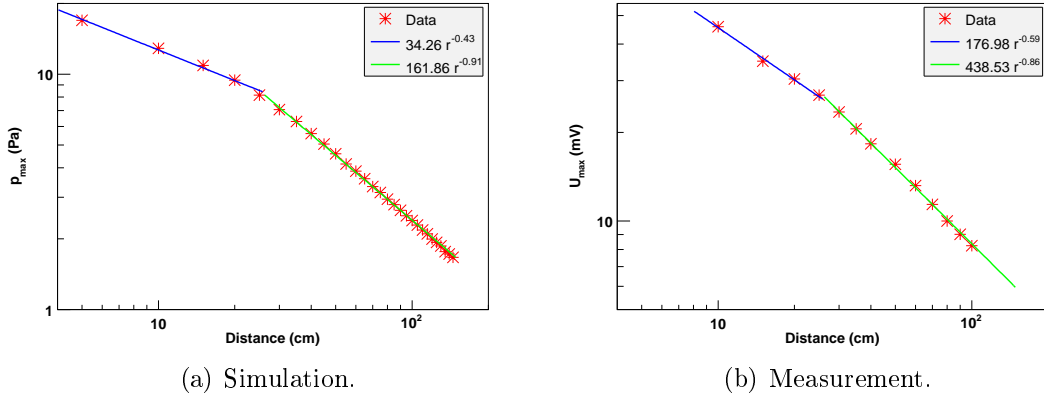 Data
34.26 r^-0.43
161.86 r^-0.91
10
1
p_max (Pa)
10
10^2
Distance (cm)
(a) Simulation.
Data
176.98 r^-0.59
438.53 r^-0.86
10
U_max (mV)
10
10^2
Distance (cm)
(b) Measurement.